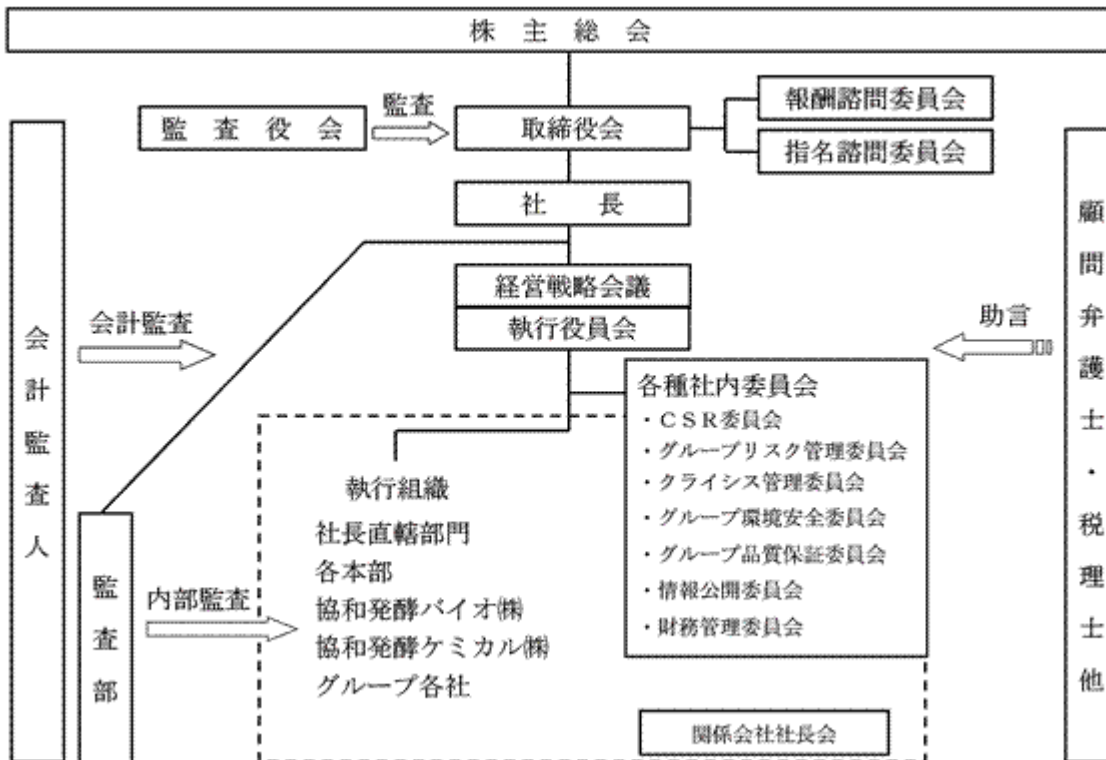 株主総会
監査役会
監査
取締役会
報酬諮問委員会
指名諮問委員会
社長
経営戦略会議
執行役員会
会計監査人
会計監査
助言
顧問弁護士・税理士他
各種社内委員会
・CSR委員会
・グループリスク管理委員会
・クライシス管理委員会
・グループ環境安全委員会
・グループ品質保証委員会
・情報公開委員会
・財務管理委員会
執行組織
社長直轄部門
各本部
協和発酵バイオ㈱
協和発酵ケミカル㈱
グループ各社
監査部
内部監査
関係会社社長会